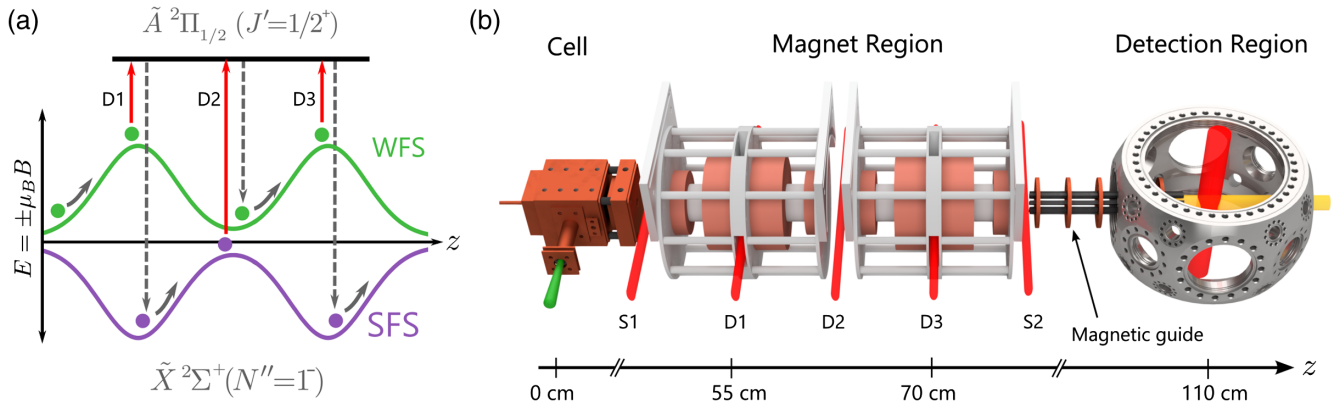 (a)
Ã ²Π₁/₂ (J′=1/2⁺)
D1
D2
D3
WFS
E = ±μ_B B
z
SFS
X̃ ²Σ⁺(N″=1⁻)
(b)
Cell
Magnet Region
Detection Region
S1
D1
D2
D3
S2
Magnetic guide
z
0 cm
55 cm
70 cm
110 cm